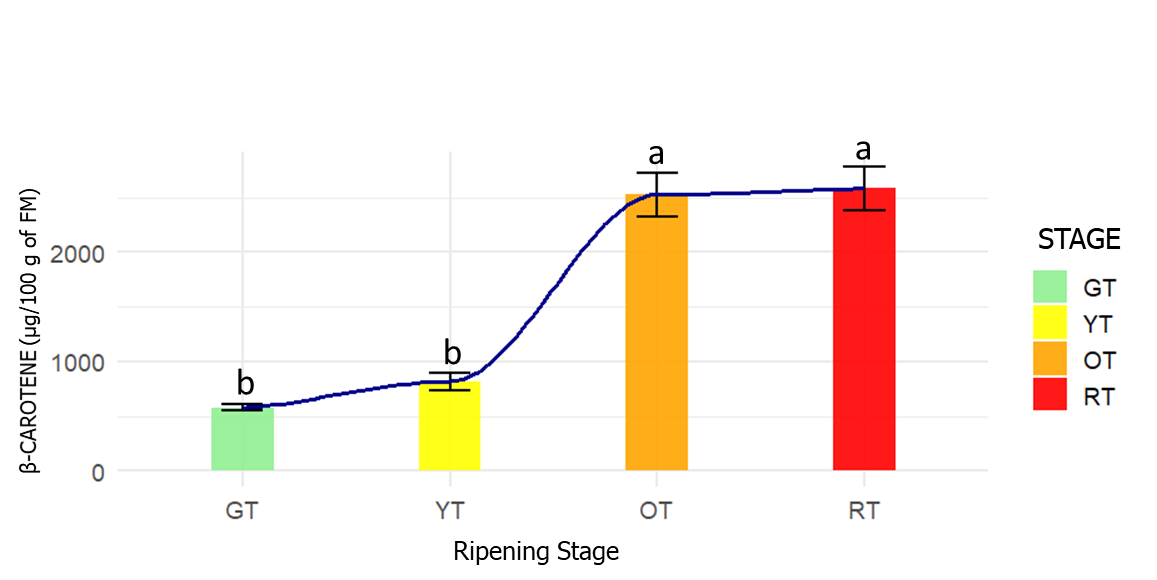 a
a
b
b
β-CAROTENE (µg/100 g of FM)
2000
1000
0
GT
YT
OT
RT
Ripening Stage
STAGE
GT
YT
OT
RT